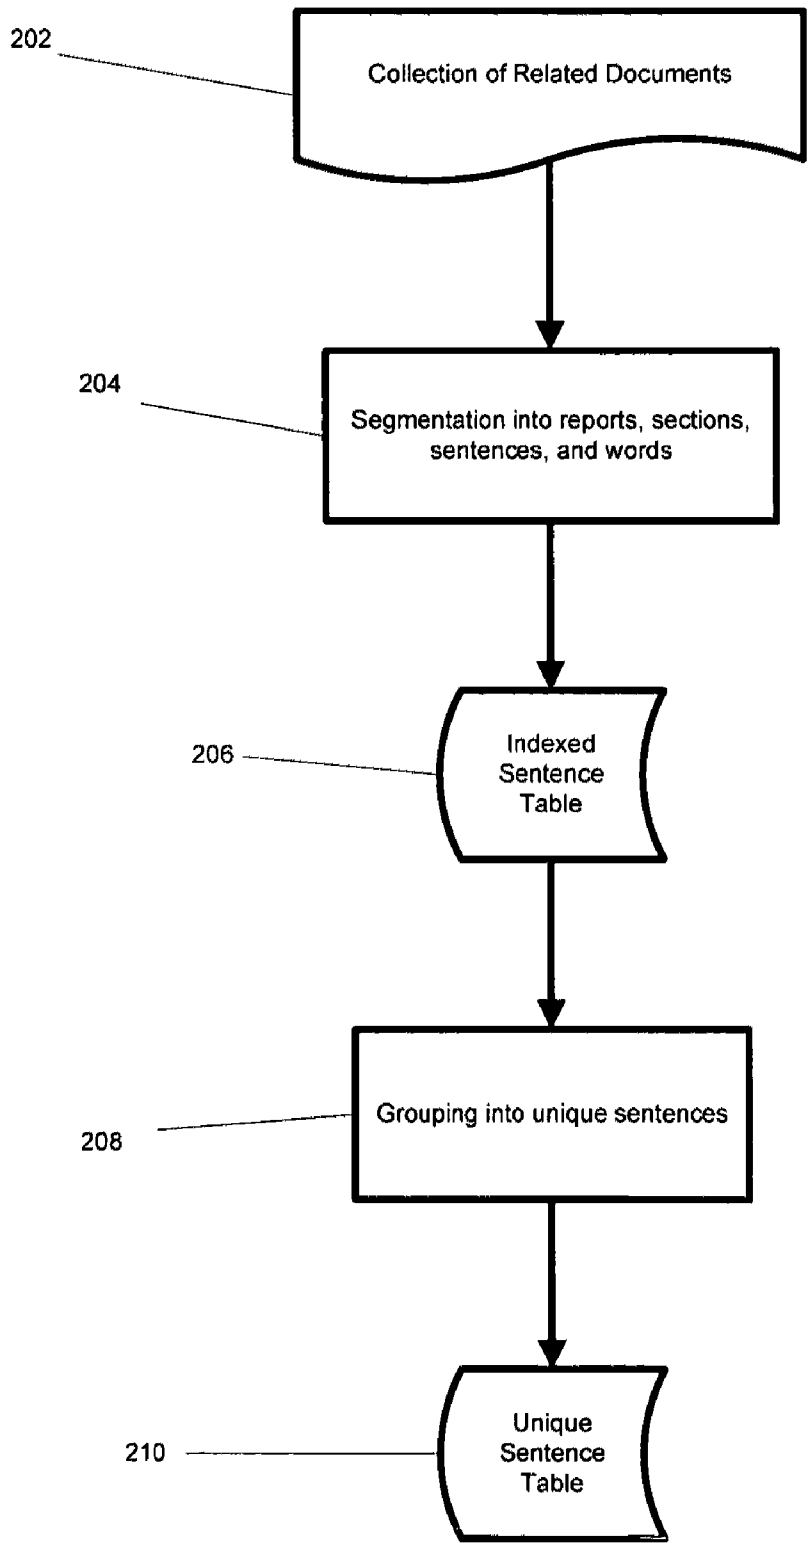 202
Collection of Related Documents
204
Segmentation into reports, sections,
sentences, and words
206
Indexed
Sentence
Table
208
Grouping into unique sentences
210
Unique
Sentence
Table